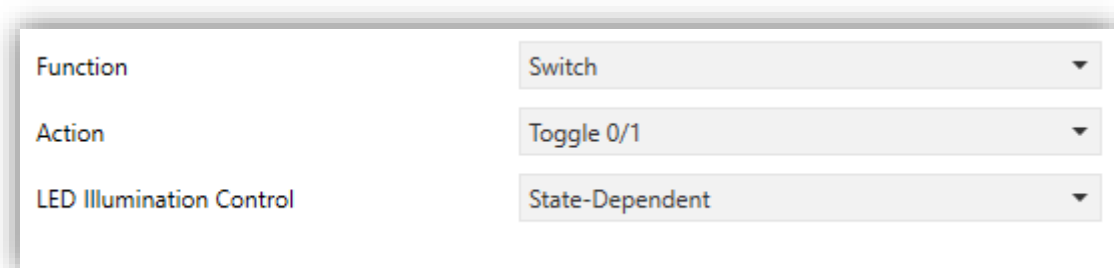 Function Switch
Action Toggle 0/1
LED Illumination Control State-Dependent